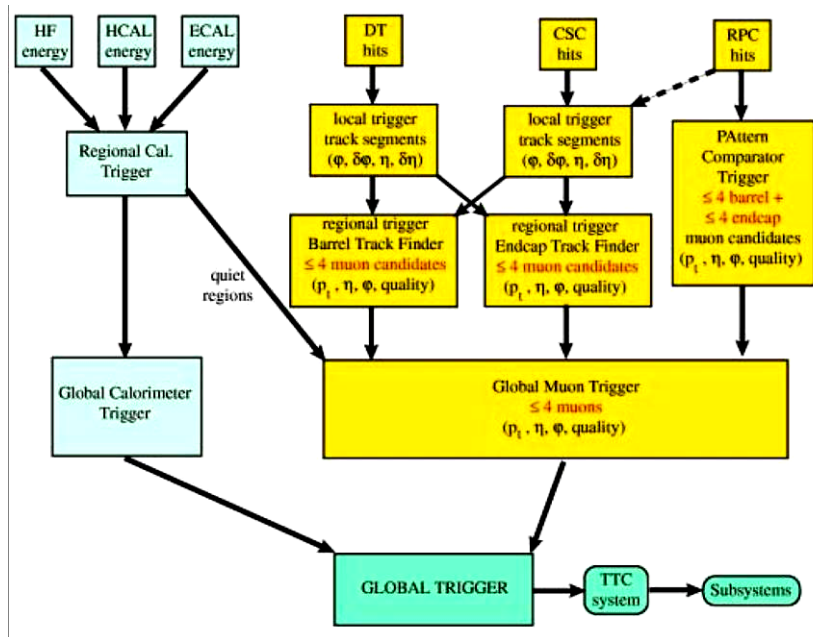 HF
energy
HCAL
energy
ECAL
energy
DT
hits
CSC
hits
RPC
hits
Regional Cal.
Trigger
local trigger
track segments
(φ, δφ, η, δη)
local trigger
track segments
(φ, δφ, η, δη)
PAttern
Comparator
Trigger
≤ 4 barrel +
≤ 4 endcap
muon candidates
(pt , η, φ, quality)
regional trigger
Barrel Track Finder
≤ 4 muon candidates
(pt , η, φ, quality)
regional trigger
Endcap Track Finder
≤ 4 muon candidates
(pt , η, φ, quality)
quiet
regions
Global Calorimeter
Trigger
Global Muon Trigger
≤ 4 muons
(pt , η, φ, quality)
GLOBAL TRIGGER
TTC
system
Subsystems